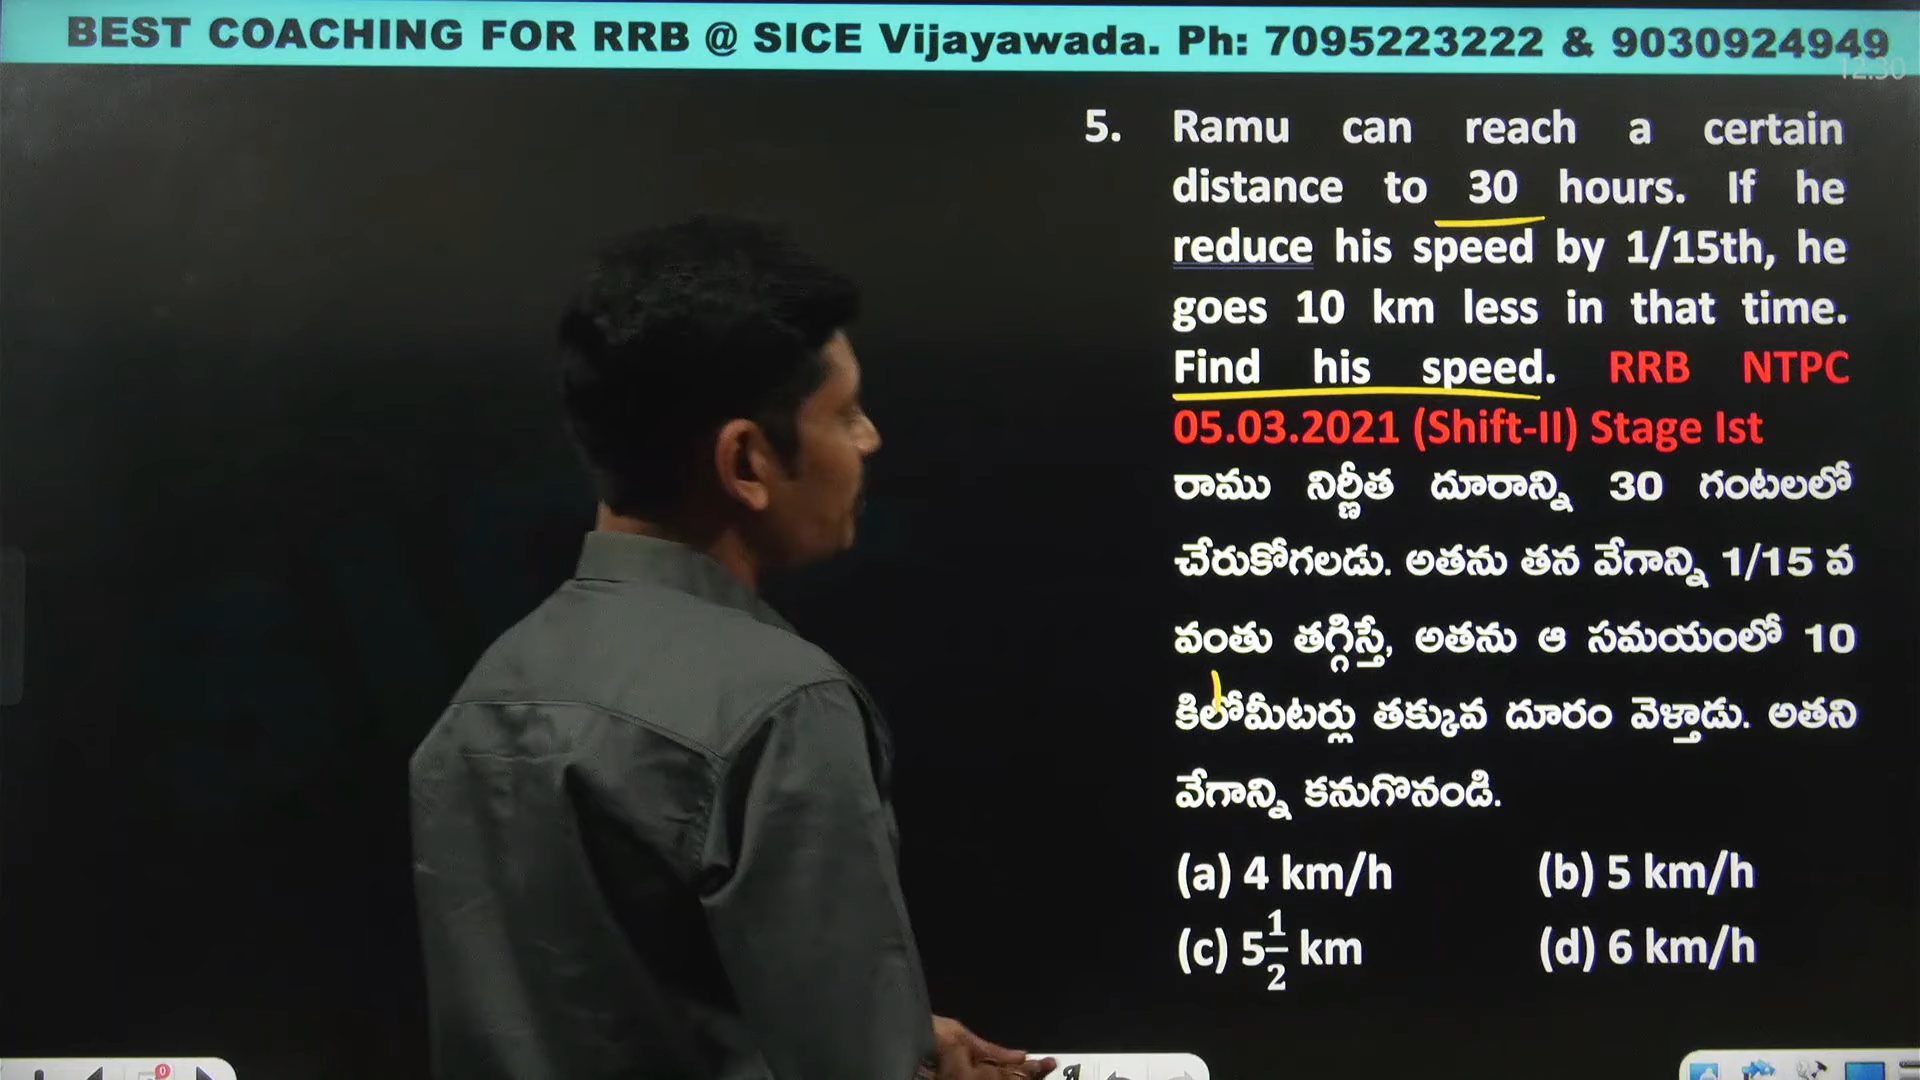 BEST COACHING FOR RRB @ SICE Vijayawada. Ph: 7095223222 & 9030924949
12:30
5. Ramu can reach a certain
distance to 30 hours. If he
reduce his speed by 1/15th, he
goes 10 km less in that time.
Find his speed. RRB NTPC
05.03.2021 (Shift-II) Stage Ist
రాము నిర్ణీత దూరాన్ని 30 గంటలలో
చేరుకోగలడు. అతను తన వేగాన్ని 1/15 వ
వంతు తగ్గిస్తే, అతను ఆ సమయంలో 10
కిలోమీటర్లు తక్కువ దూరం వెళ్తాడు. అతని
వేగాన్ని కనుగొనండి.
(a) 4 km/h (b) 5 km/h
(c) 5 1/2 km (d) 6 km/h
0